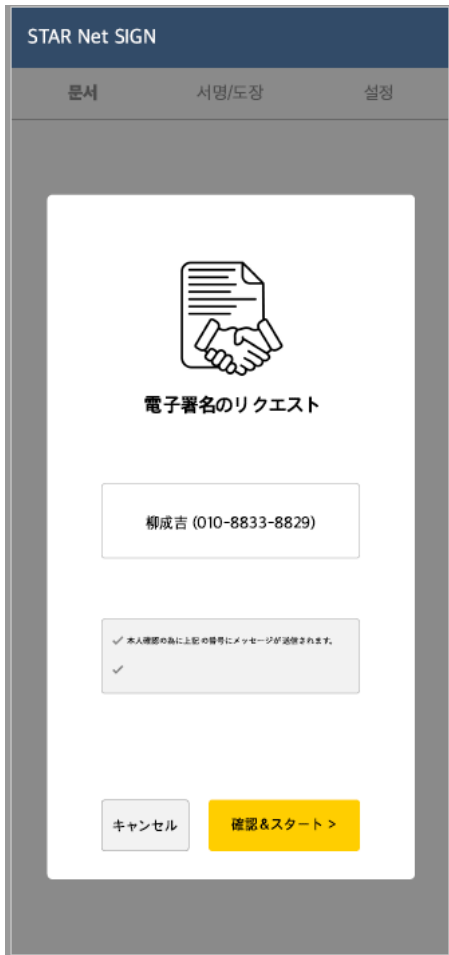 STAR Net SIGN
문서 서명/도장 설정
電子署名のリクエスト
柳成吉 (010-8833-8829)
✓ 本人確認の為に上記の番号にメッセージが送信されます。
✓
キャンセル 確認&スタート >